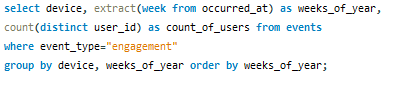 select device, extract(week from occurred_at) as weeks_of_year,
count(distinct user_id) as count_of_users from events
where event_type="engagement"
group by device, weeks_of_year order by weeks_of_year;